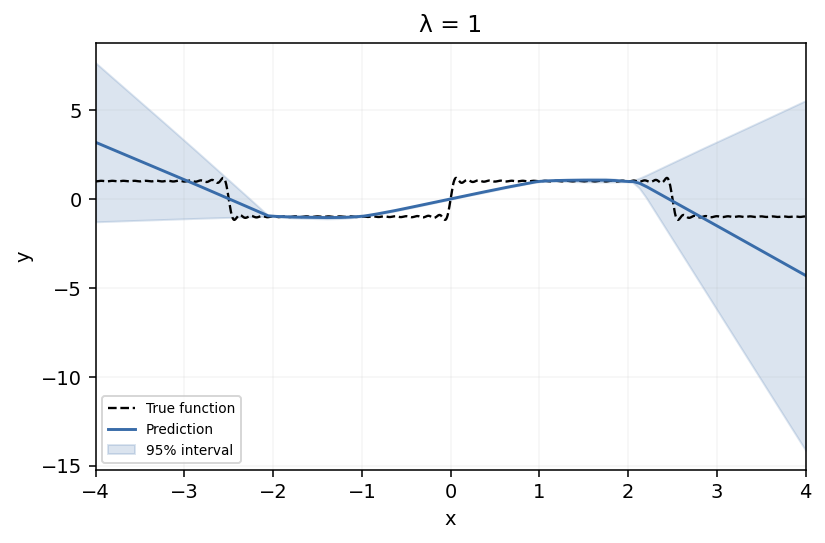 λ = 1
y
5
0
−5
−10
−15
True function
Prediction
95% interval
−4 −3 −2 −1 0 1 2 3 4
x